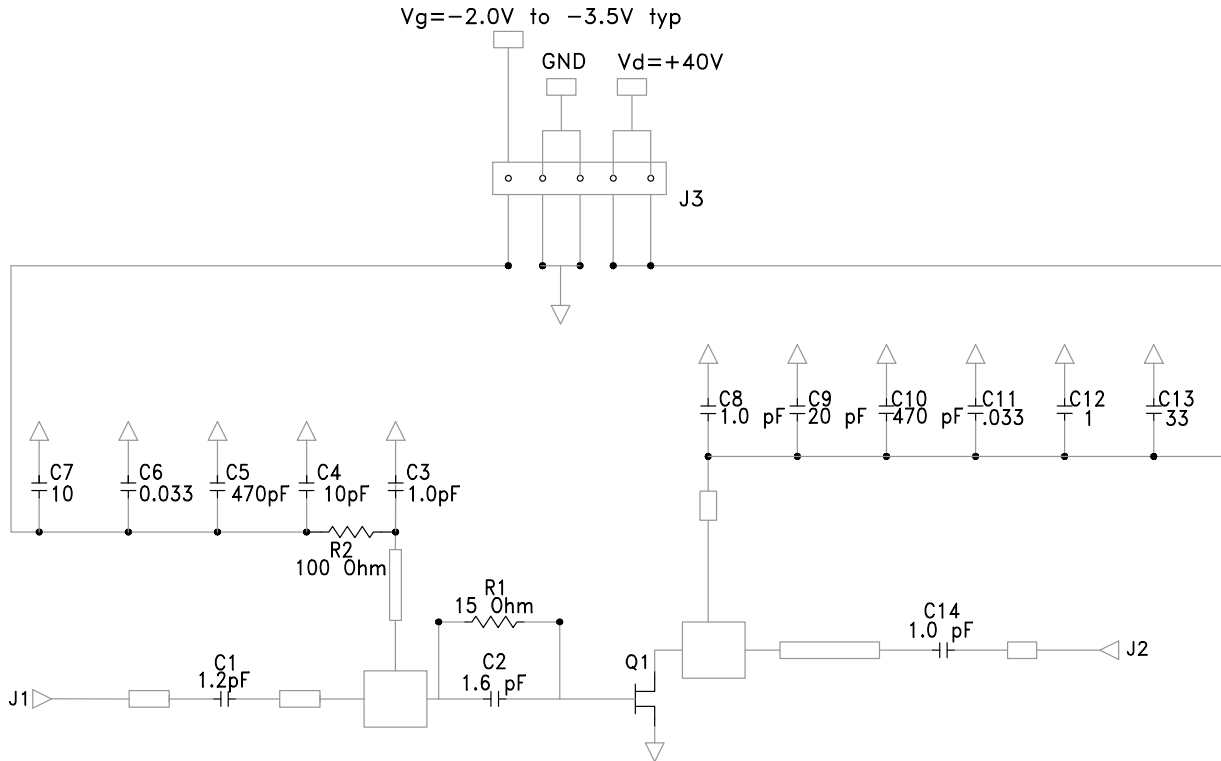 Vg=-2.0V to -3.5V typ
GND
Vd=+40V
J3
C8
1.0 pF
C9
20 pF
C10
470 pF
C11
.033
C12
1
C13
33
C7
10
C6
0.033
C5
470pF
C4
10pF
C3
1.0pF
R2
100 Ohm
R1
15 Ohm
C14
1.0 pF
J2
Q1
C1
1.2pF
C2
1.6 pF
J1